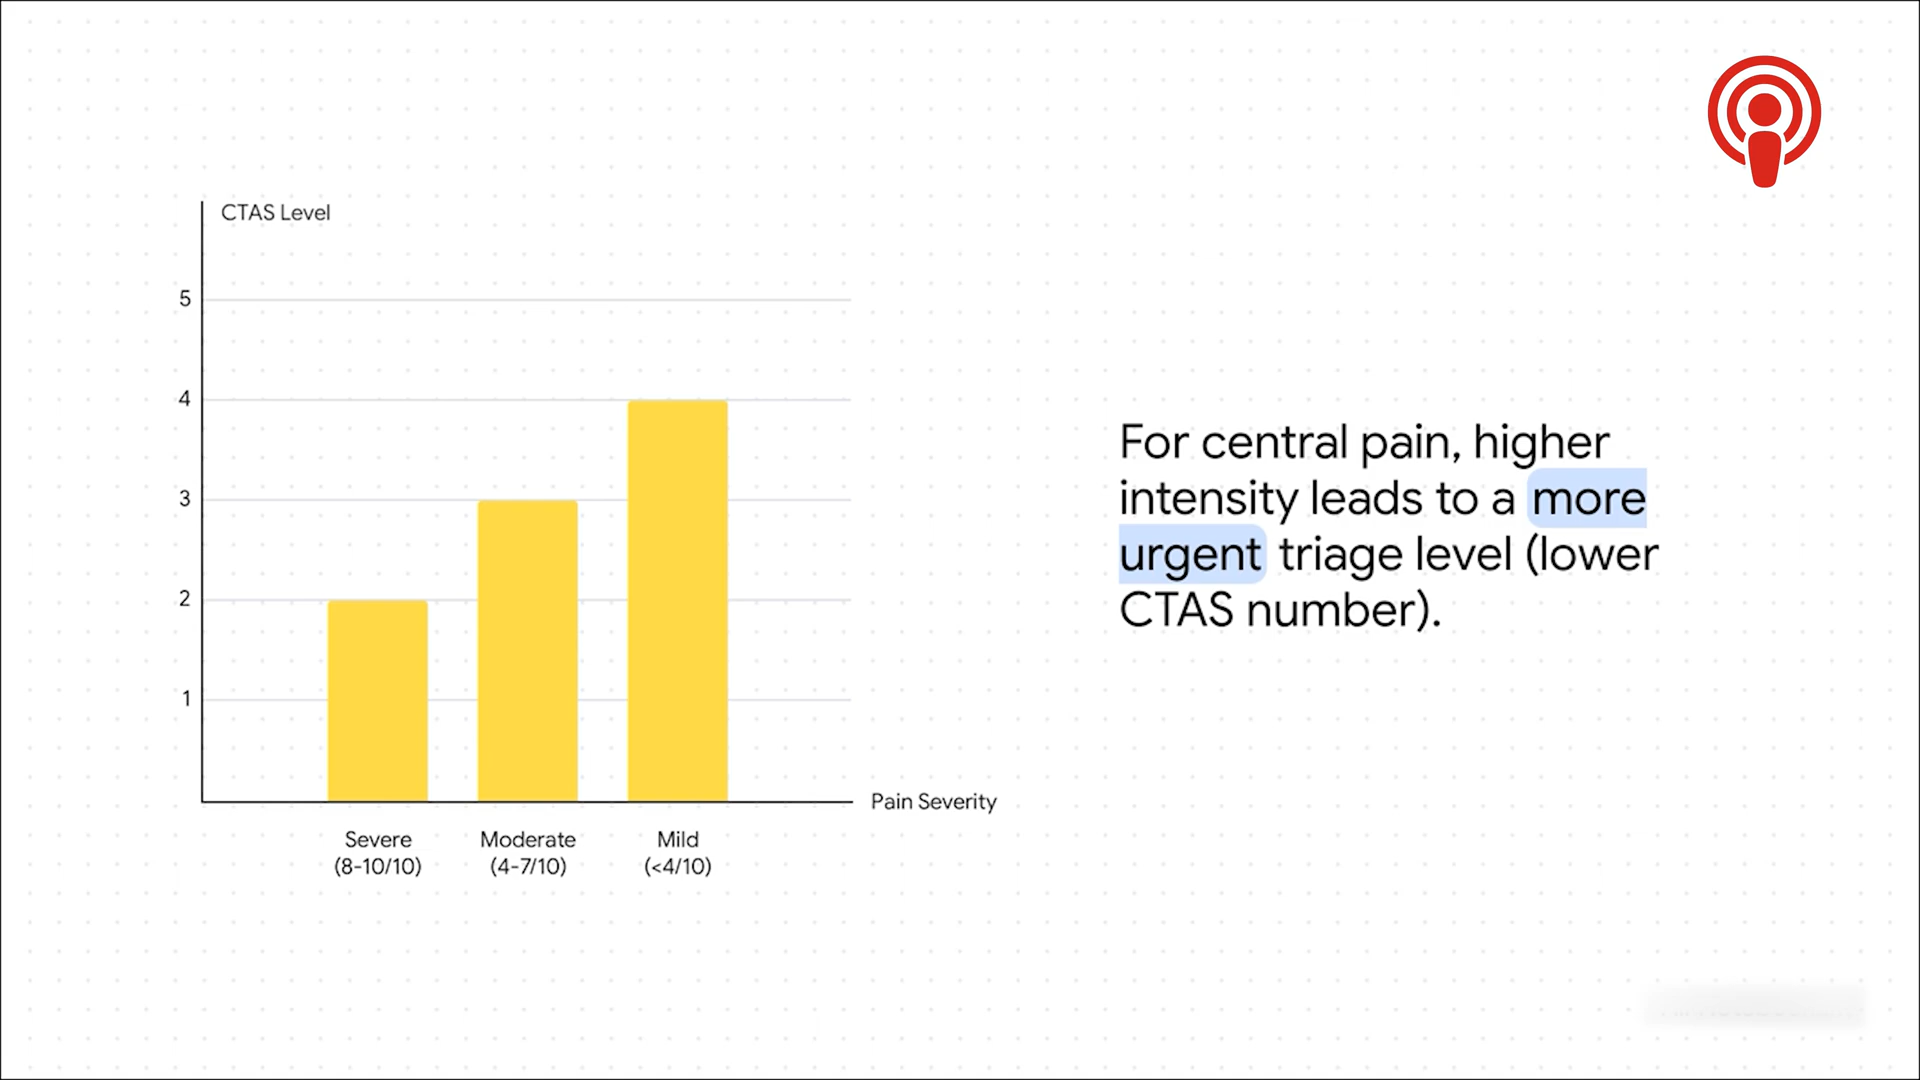 CTAS Level
5
4
3
2
1
Pain Severity
Severe
(8-10/10)
Moderate
(4-7/10)
Mild
(<4/10)
For central pain, higher
intensity leads to a more
urgent triage level (lower
CTAS number).